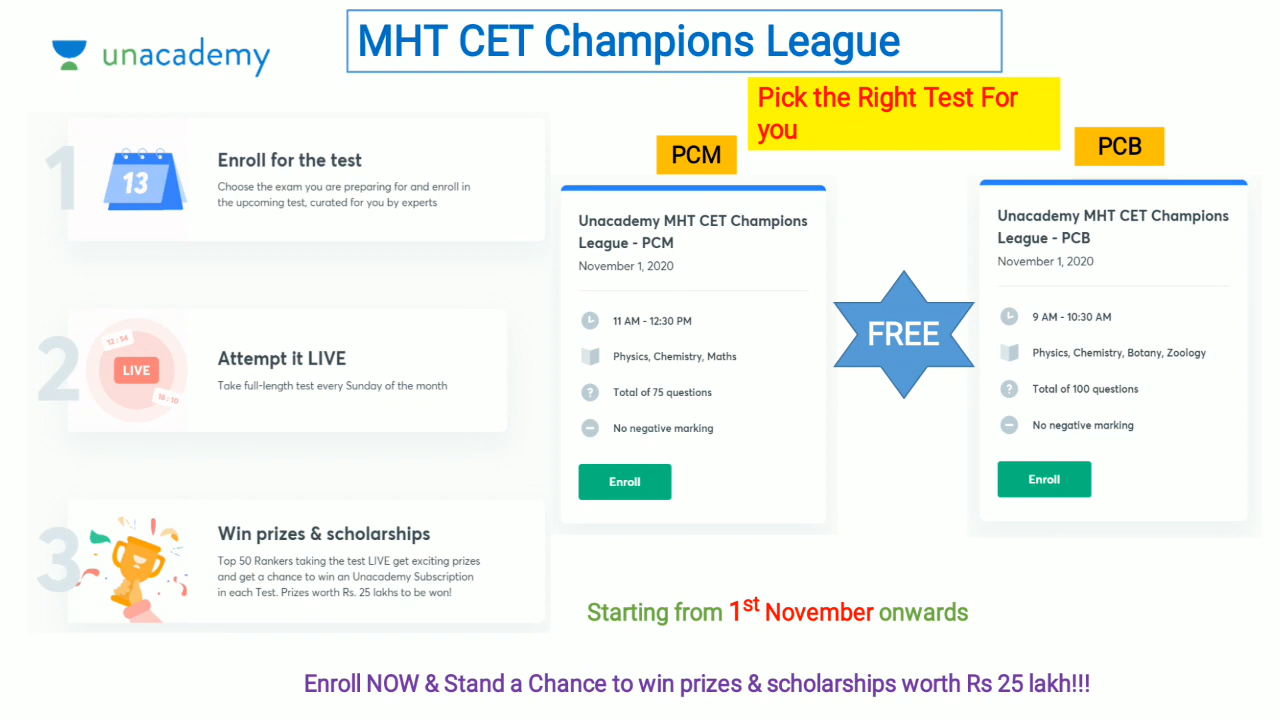 unacademy
MHT CET Champions League
Pick the Right Test For
you
1
13
Enroll for the test
Choose the exam you are preparing for and enroll in
the upcoming test, curated for you by experts
2
12:54
LIVE
18:10
Attempt it LIVE
Take full-length test every Sunday of the month
3
Win prizes & scholarships
Top 50 Rankers taking the test LIVE get exciting prizes
and get a chance to win an Unacademy Subscription
in each Test. Prizes worth Rs. 25 lakhs to be won!
PCM
Unacademy MHT CET Champions
League - PCM
November 1, 2020
11 AM - 12:30 PM
Physics, Chemistry, Maths
? Total of 75 questions
No negative marking
Enroll
FREE
PCB
Unacademy MHT CET Champions
League - PCB
November 1, 2020
9 AM - 10:30 AM
Physics, Chemistry, Botany, Zoology
? Total of 100 questions
No negative marking
Enroll
Starting from 1st November onwards
Enroll NOW & Stand a Chance to win prizes & scholarships worth Rs 25 lakh!!!